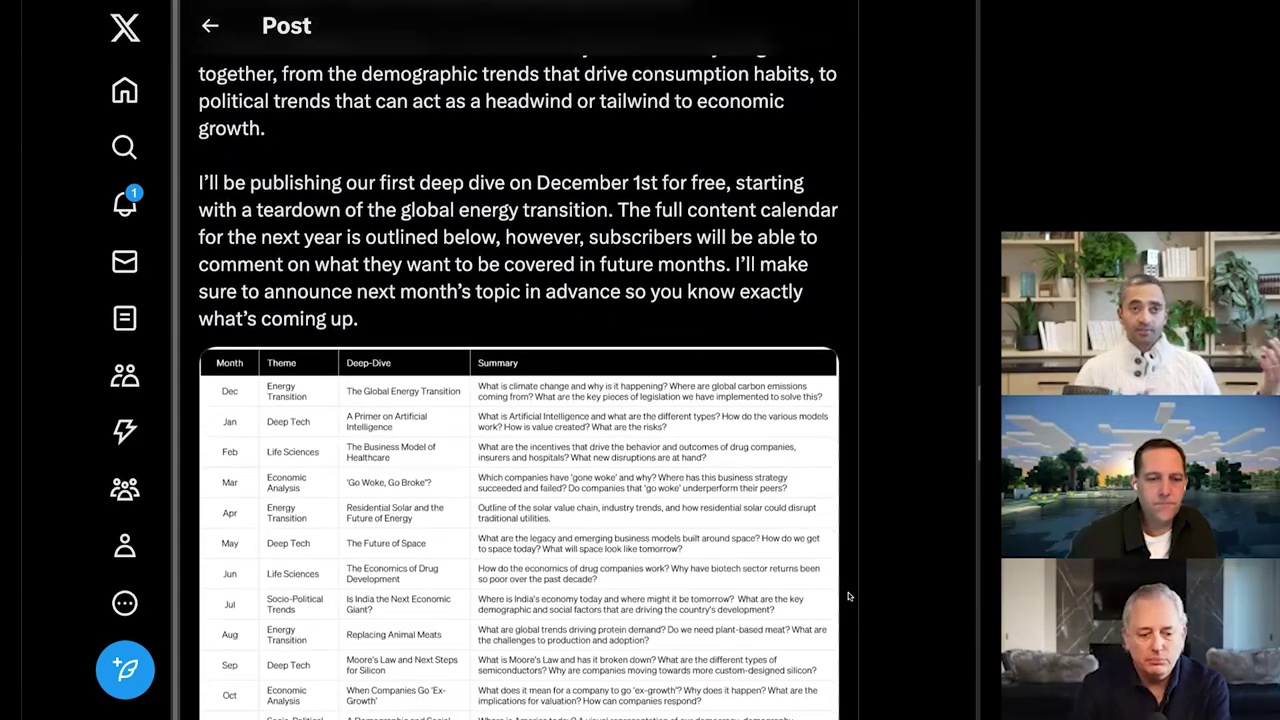 Post
together, from the demographic trends that drive consumption habits, to
political trends that can act as a headwind or tailwind to economic
growth.
1
I'll be publishing our first deep dive on December 1st for free, starting
with a teardown of the global energy transition. The full content calendar
for the next year is outlined below, however, subscribers will be able to
comment on what they want to be covered in future months. I'll make
sure to announce next month's topic in advance so you know exactly
what's coming up.
Month Theme Deep-Dive Summary
Dec Energy Transition The Global Energy Transition What is climate change and why is it happening? Where are global carbon emissions
coming from? What are the key pieces of legislation we have implemented to solve this?
Jan Deep Tech A Primer on Artificial Intelligence What is Artificial Intelligence and what are the different types? How do the various models
work? How is value created? What are the risks?
Feb Life Sciences The Business Model of Healthcare What are the incentives that drive the behavior and outcomes of drug companies,
insurers and hospitals? What new disruptions are at hand?
Mar Economic Analysis 'Go Woke, Go Broke'? Which companies have 'gone woke' and why? Where has this business strategy
succeeded and failed? Do companies that 'go woke' underperform their peers?
Apr Energy Transition Residential Solar and the Future of Energy Outline of the solar value chain, industry trends, and how residential solar could disrupt
traditional utilities.
May Deep Tech The Future of Space What are the legacy and emerging business models built around space? How do we get
to space today? What will space look like tomorrow?
Jun Life Sciences The Economics of Drug Development How do the economics of drug companies work? Why have biotech sector returns been
so poor over the past decade?
Jul Socio-Political Trends Is India the Next Economic Giant? Where is India's economy today and where might it be tomorrow? What are the key
demographic and social factors that are driving the country's development?
Aug Energy Transition Replacing Animal Meats What are global trends driving protein demand? Do we need plant-based meat? What are
the challenges to production and adoption?
Sep Deep Tech Moore's Law and Next Steps for Silicon What is Moore's Law and has it broken down? What are the different types of
semiconductors? Why are companies moving towards more custom-designed silicon?
Oct Economic Analysis When Companies Go 'Ex-Growth' What does it mean for a company to go 'ex-growth'? Why does it happen? What are the
implications for valuation? How can companies respond?